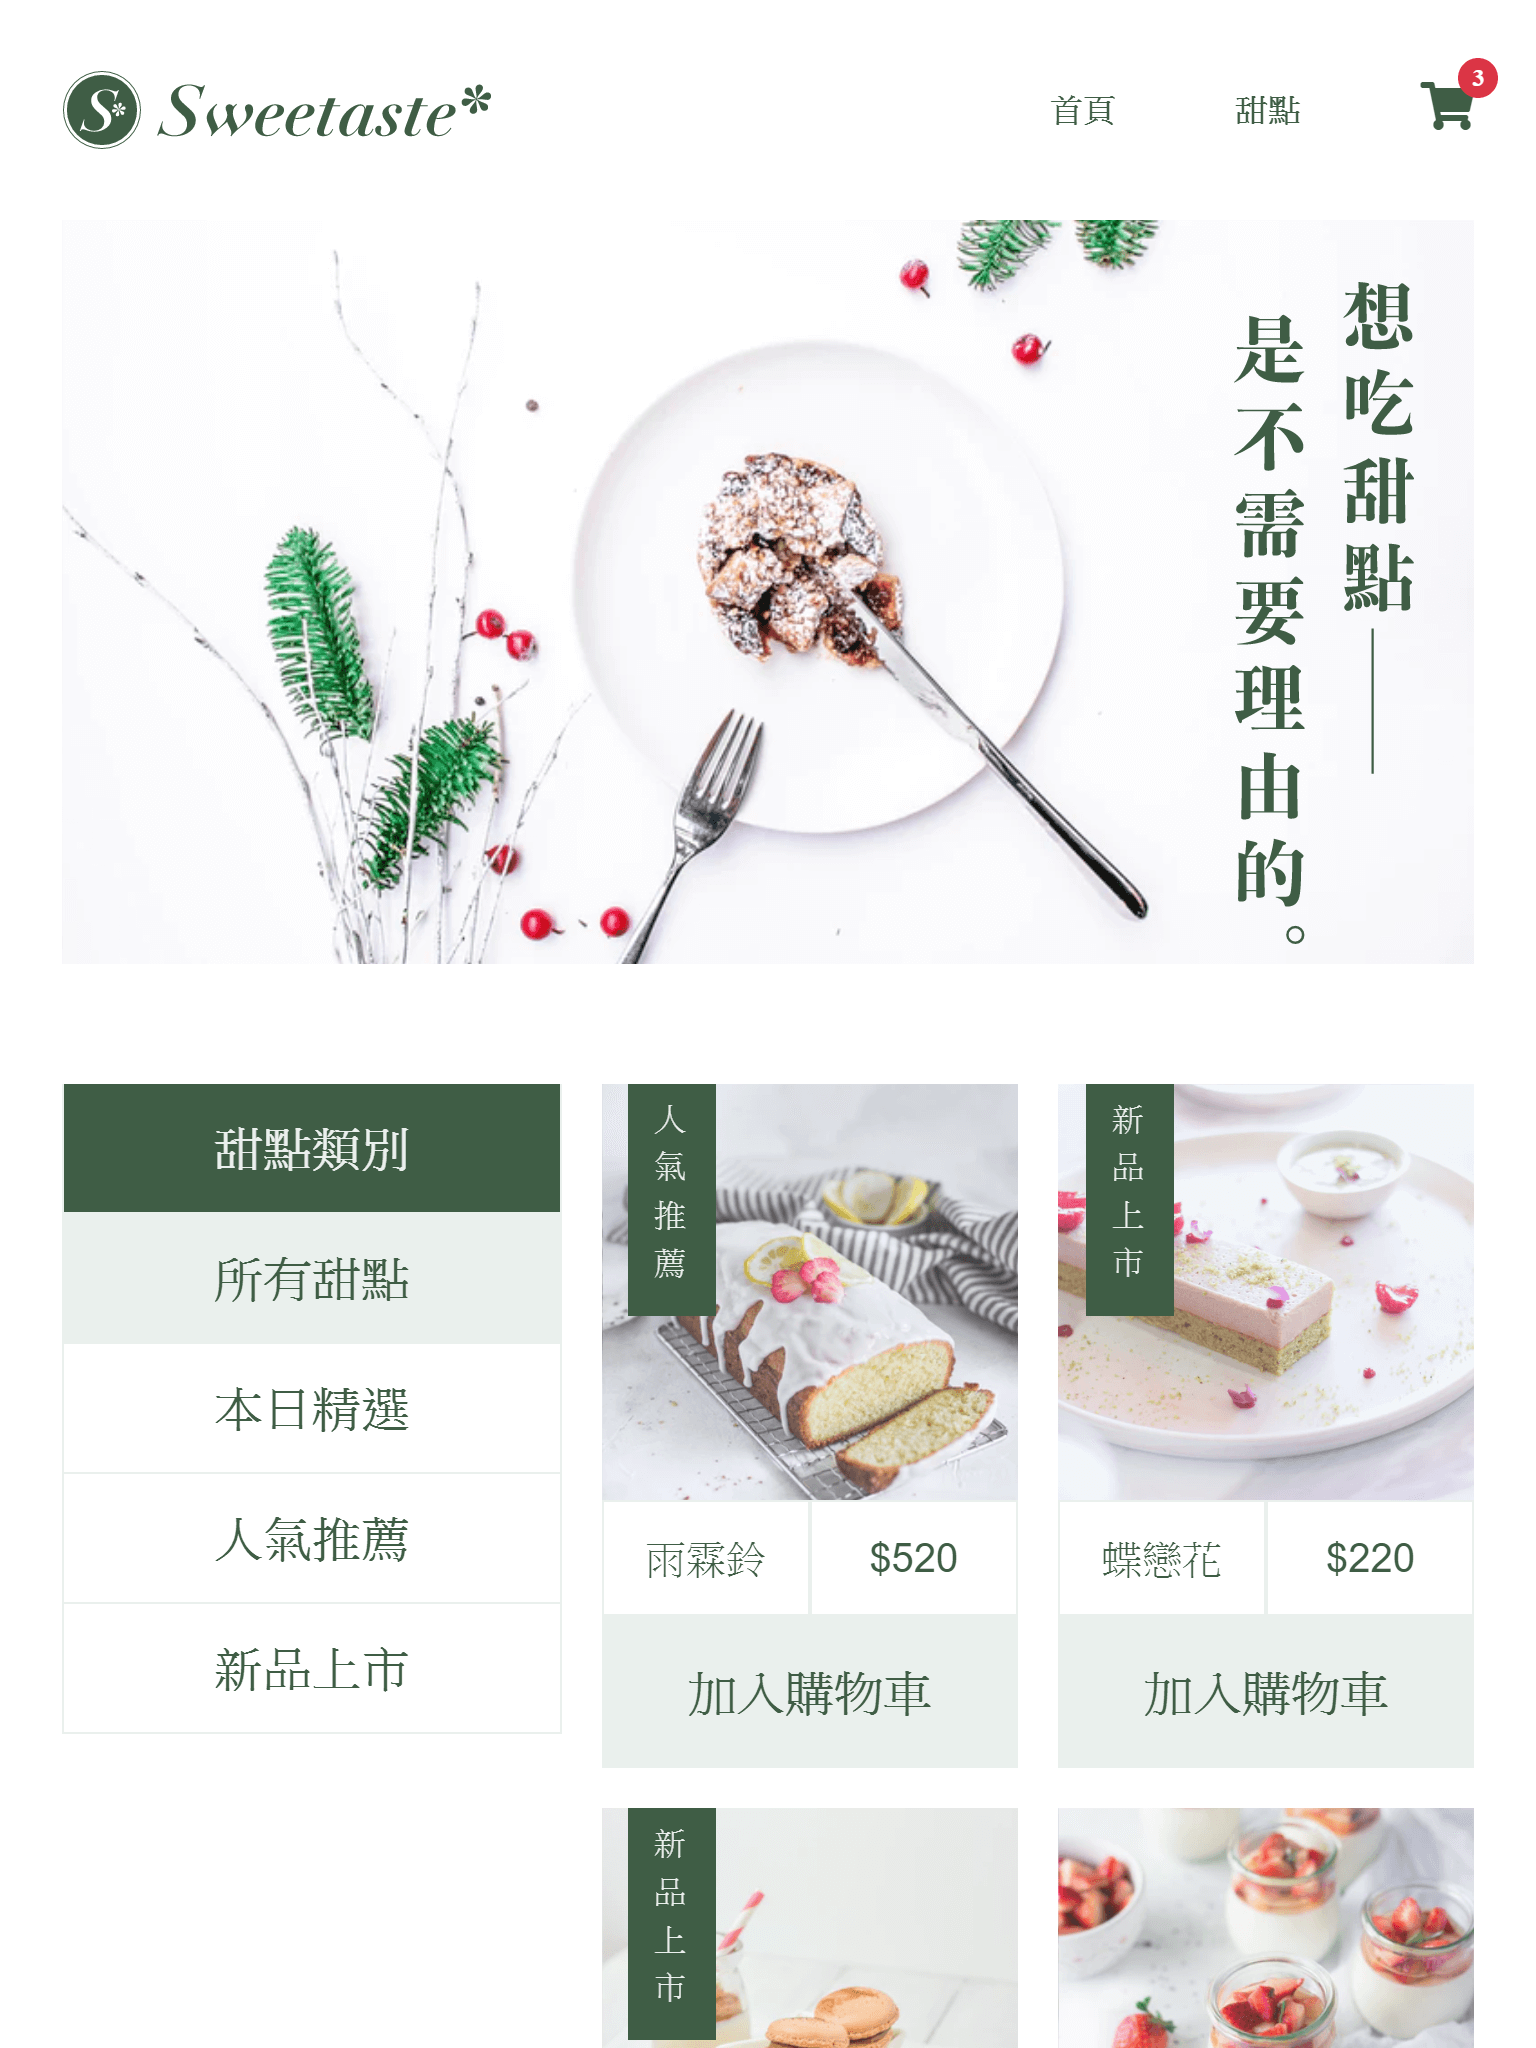 S* Sweetaste*
首頁
甜點
3
想吃甜點——
是不需要理由的。
甜點類別
所有甜點
本日精選
人氣推薦
新品上市
人氣推薦
雨霖鈴
$520
加入購物車
新品上市
蝶戀花
$220
加入購物車
新品上市